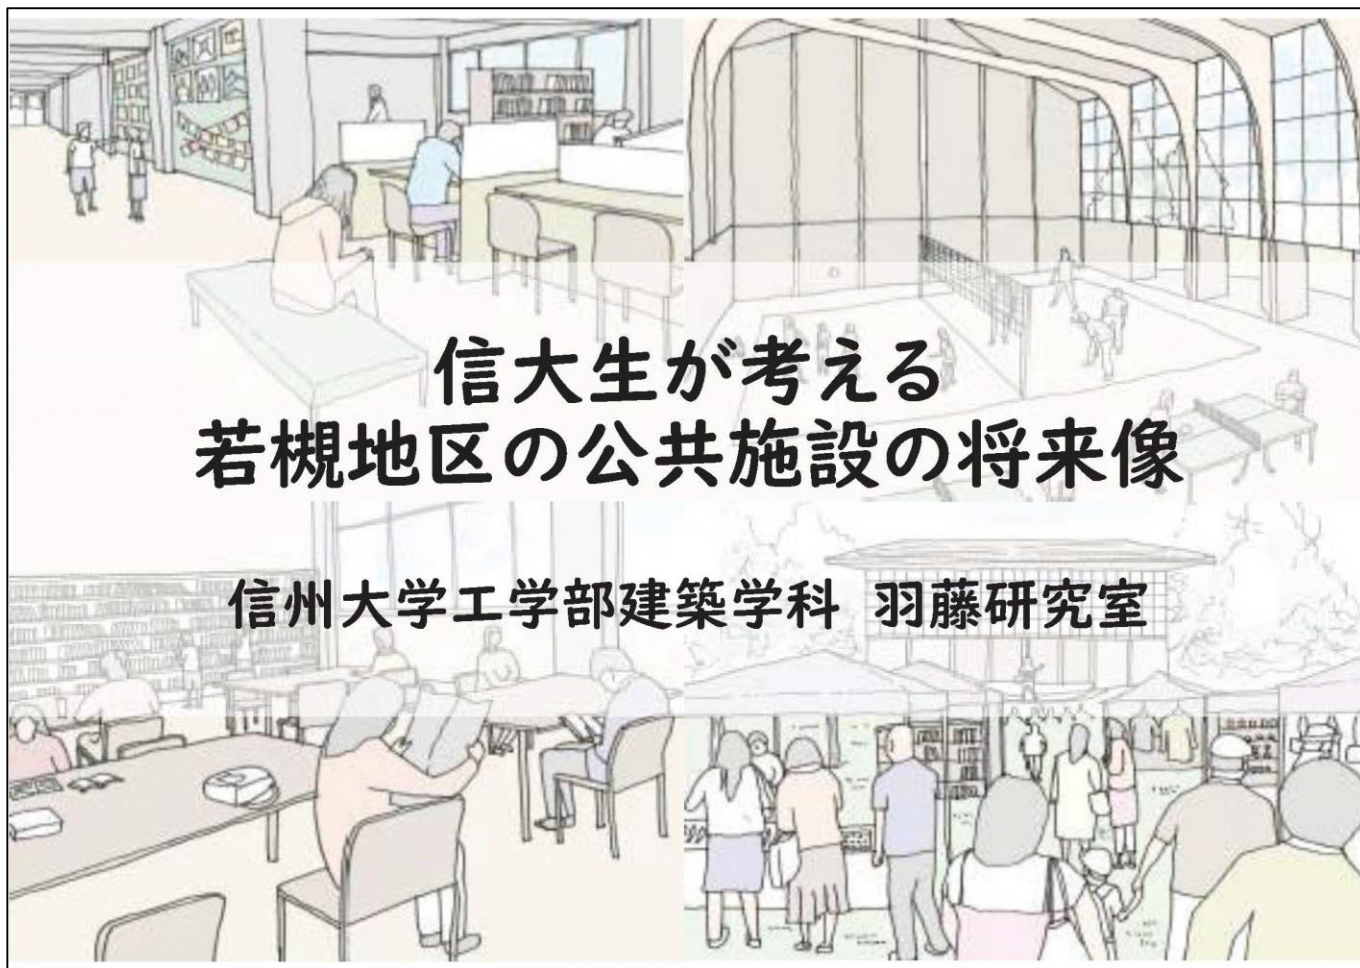 信大生が考える
若槻地区の公共施設の将来像
信州大学工学部建築学科 羽藤研究室